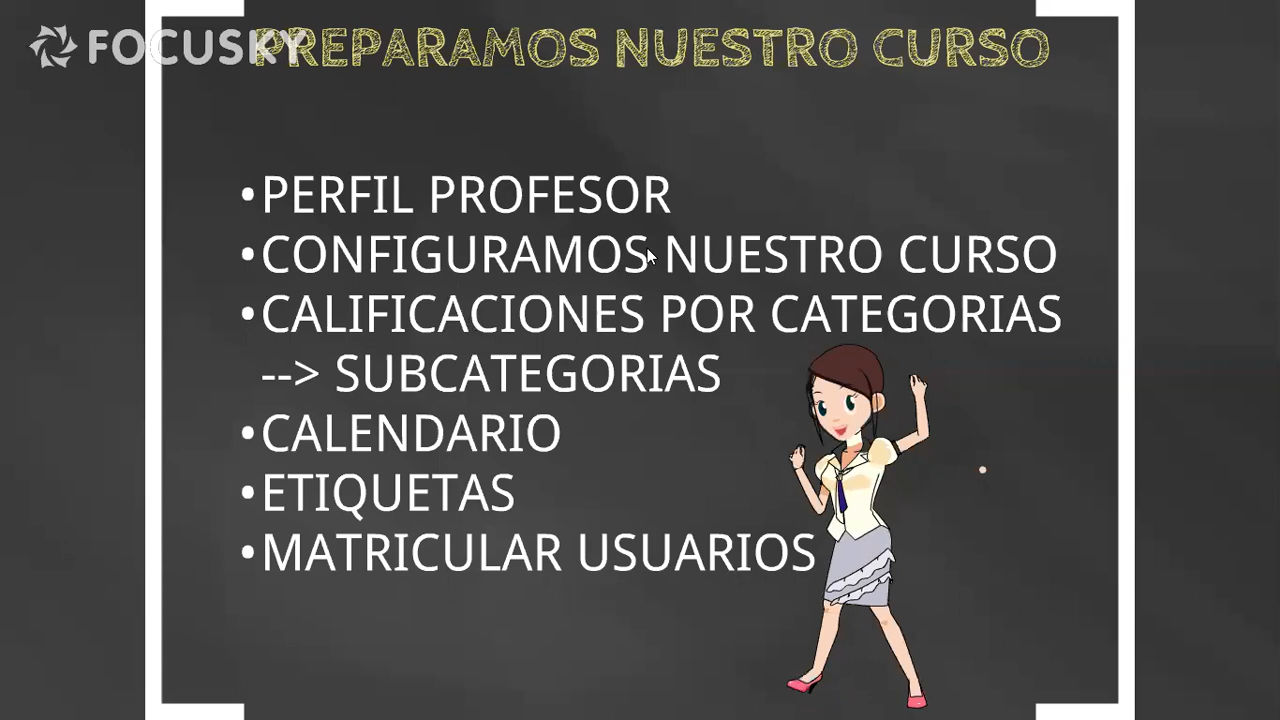 FOCUSKY
PREPARAMOS NUESTRO CURSO
•PERFIL PROFESOR
•CONFIGURAMOS NUESTRO CURSO
•CALIFICACIONES POR CATEGORIAS
--> SUBCATEGORIAS
•CALENDARIO
•ETIQUETAS
•MATRICULAR USUARIOS